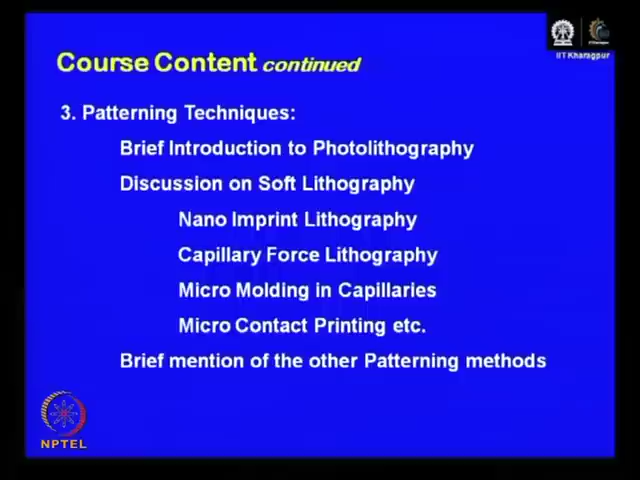 IIT Kharagpur
Course Content continued
3. Patterning Techniques:
Brief Introduction to Photolithography
Discussion on Soft Lithography
Nano Imprint Lithography
Capillary Force Lithography
Micro Molding in Capillaries
Micro Contact Printing etc.
Brief mention of the other Patterning methods
NPTEL